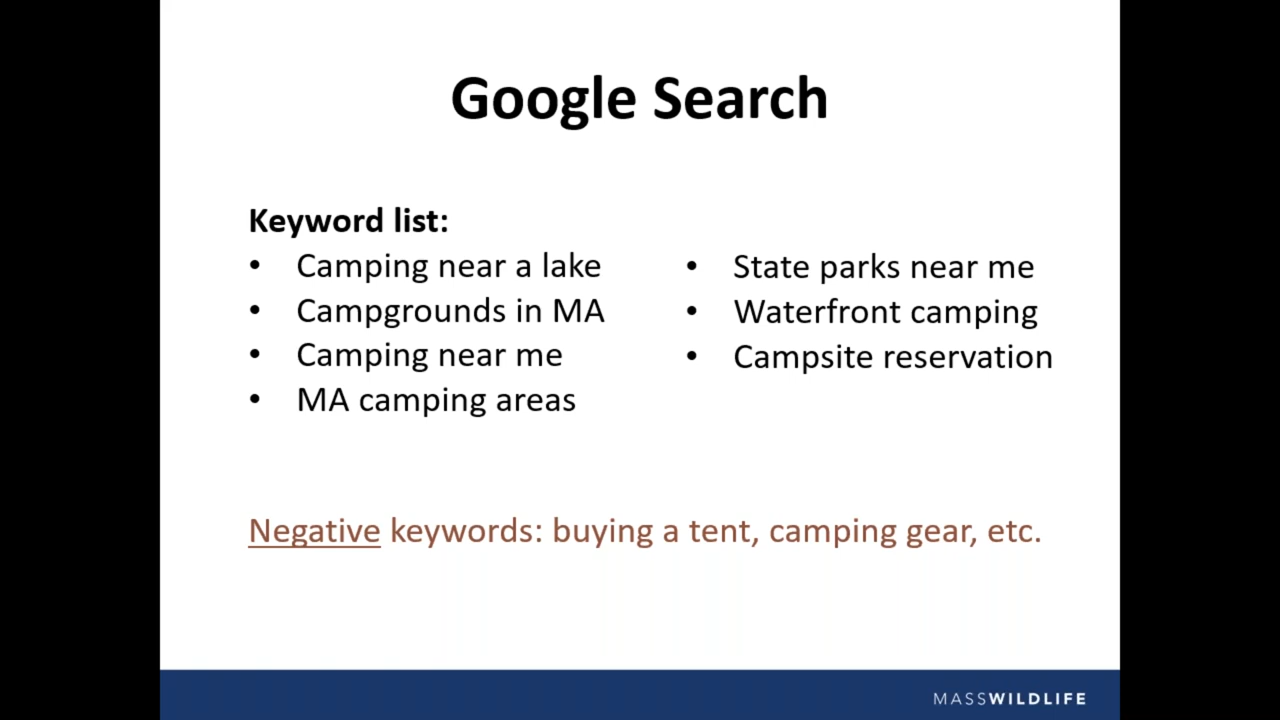 Google Search
Keyword list:
• Camping near a lake
• Campgrounds in MA
• Camping near me
• MA camping areas
• State parks near me
• Waterfront camping
• Campsite reservation
Negative keywords: buying a tent, camping gear, etc.
MASSWILDLIFE